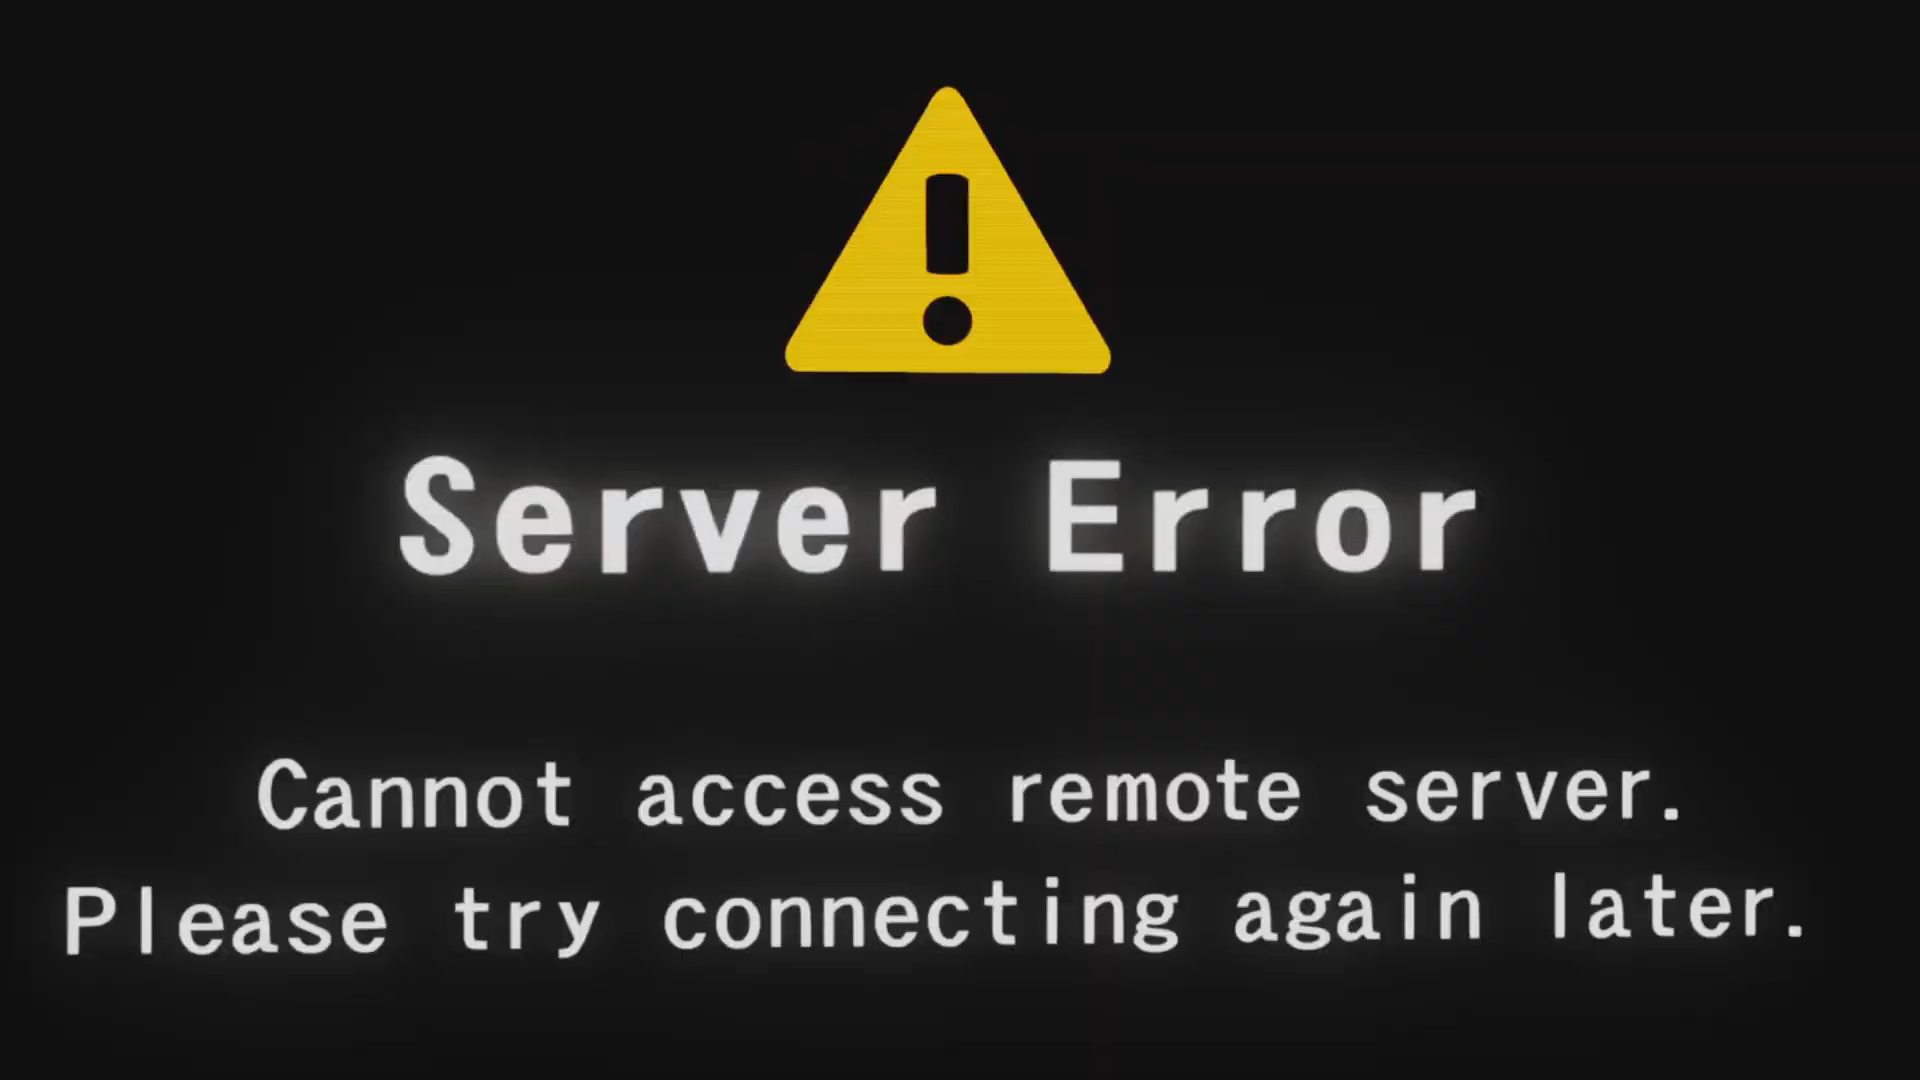 Server Error
Cannot access remote server.
Please try connecting again later.